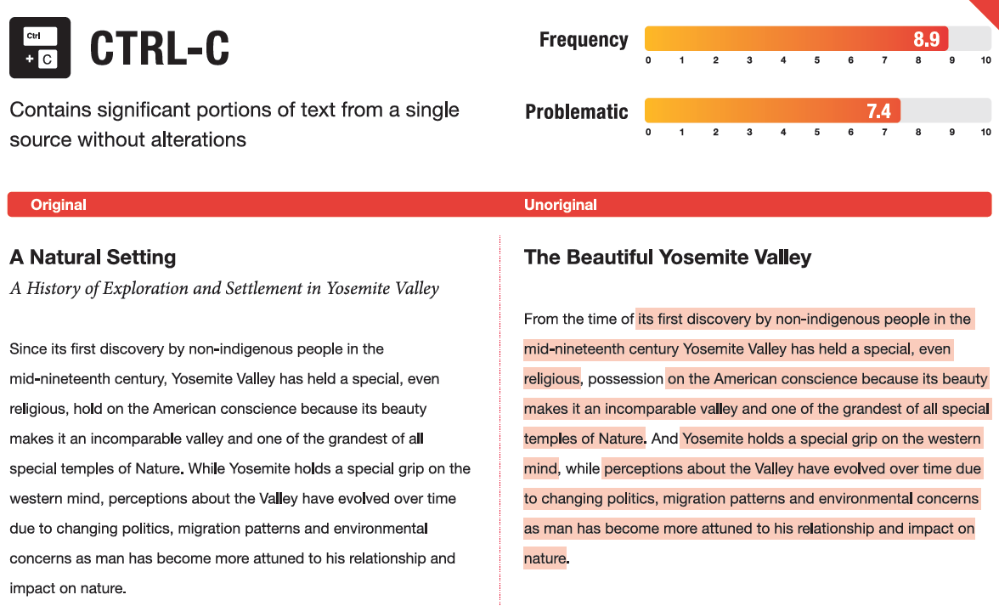 Ctrl
+ C
CTRL-C
Contains significant portions of text from a single
source without alterations
Frequency
8.9
0 1 2 3 4 5 6 7 8 9 10
Problematic
7.4
0 1 2 3 4 5 6 7 8 9 10
Original
Unoriginal
A Natural Setting
A History of Exploration and Settlement in Yosemite Valley
Since its first discovery by non-indigenous people in the
mid-nineteenth century, Yosemite Valley has held a special, even
religious, hold on the American conscience because its beauty
makes it an incomparable valley and one of the grandest of all
special temples of Nature. While Yosemite holds a special grip on the
western mind, perceptions about the Valley have evolved over time
due to changing politics, migration patterns and environmental
concerns as man has become more attuned to his relationship and
impact on nature.
The Beautiful Yosemite Valley
From the time of its first discovery by non-indigenous people in the
mid-nineteenth century Yosemite Valley has held a special, even
religious, possession on the American conscience because its beauty
makes it an incomparable valley and one of the grandest of all special
temples of Nature. And Yosemite holds a special grip on the western
mind, while perceptions about the Valley have evolved over time due
to changing politics, migration patterns and environmental concerns
as man has become more attuned to his relationship and impact on
nature.